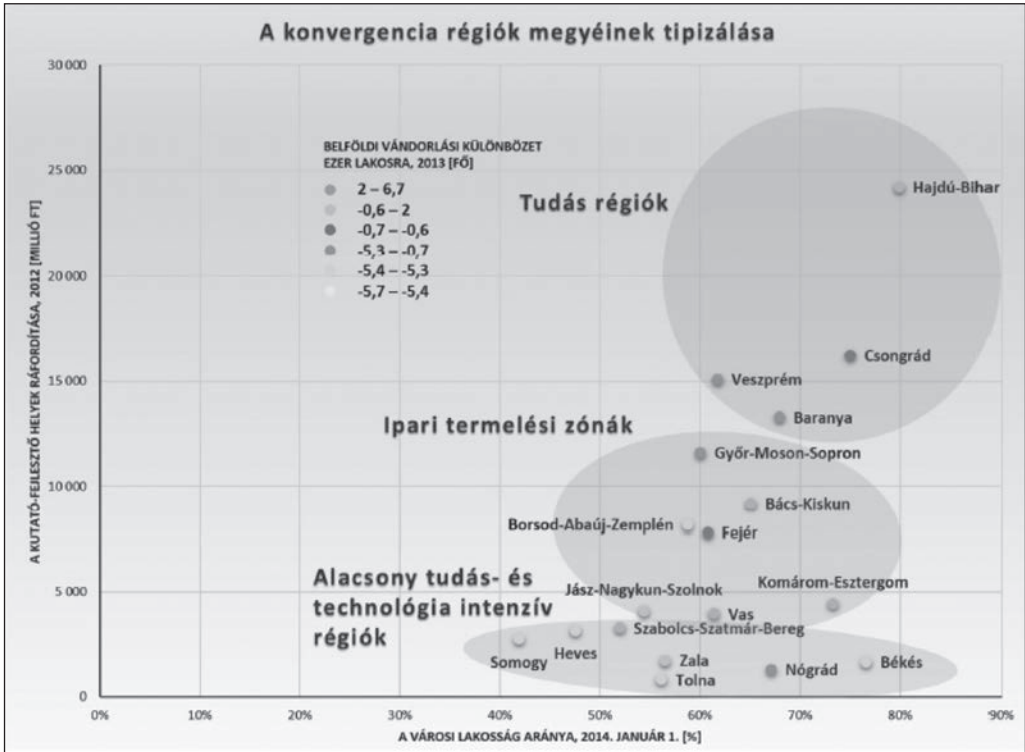 A konvergencia régiók megyéinek tipizálása
A KUTATÓ-FEJLESZTŐ HELYEK RÁFORDÍTÁSA, 2012 [MILLIÓ FT]
30 000
25 000
20 000
15 000
10 000
5 000
0
BELFÖLDI VÁNDORLÁSI KÜLÖNBÖZET
EZER LAKOSRA, 2013 [FŐ]
2 – 6,7
-0,6 – 2
-0,7 – -0,6
-5,3 – -0,7
-5,4 – -5,3
-5,7 – -5,4
Tudás régiók
Hajdú-Bihar
Csongrád
Veszprém
Baranya
Ipari termelési zónák
Győr-Moson-Sopron
Bács-Kiskun
Borsod-Abaúj-Zemplén
Fejér
Komárom-Esztergom
Jász-Nagykun-Szolnok
Vas
Alacsony tudás- és
technológia intenzív
régiók
Szabolcs-Szatmár-Bereg
Somogy
Heves
Zala
Tolna
Nógrád
Békés
0%
10%
20%
30%
40%
50%
60%
70%
80%
90%
A VÁROSI LAKOSSÁG ARÁNYA, 2014. JANUÁR 1. [%]